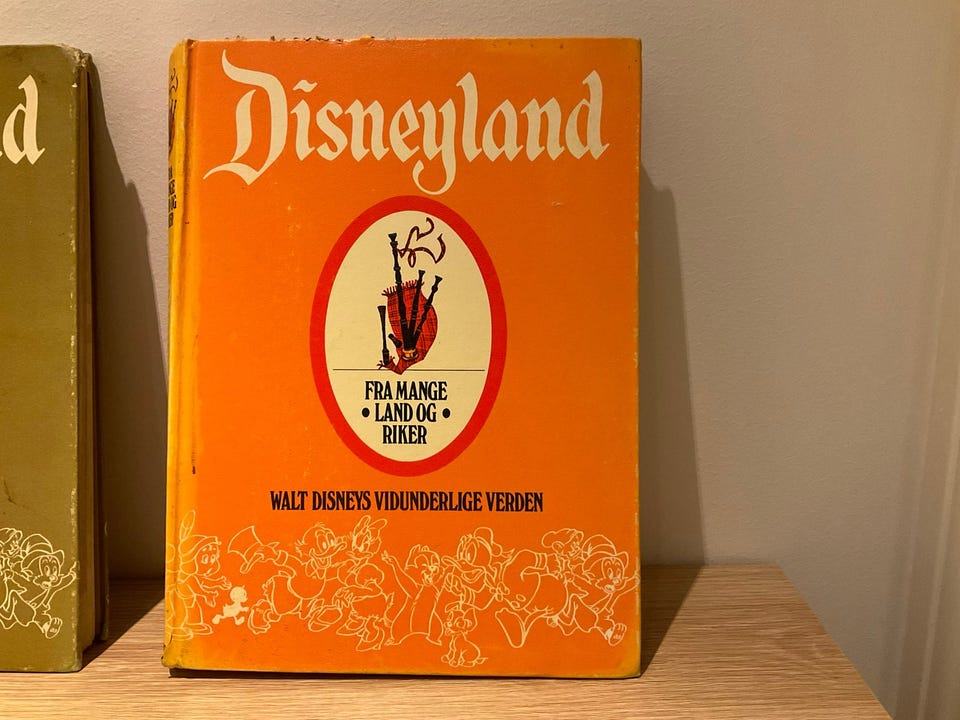 Disneyland
FRA MANGE
• LAND OG •
RIKER
WALT DISNEYS VIDUNDERLIGE VERDEN